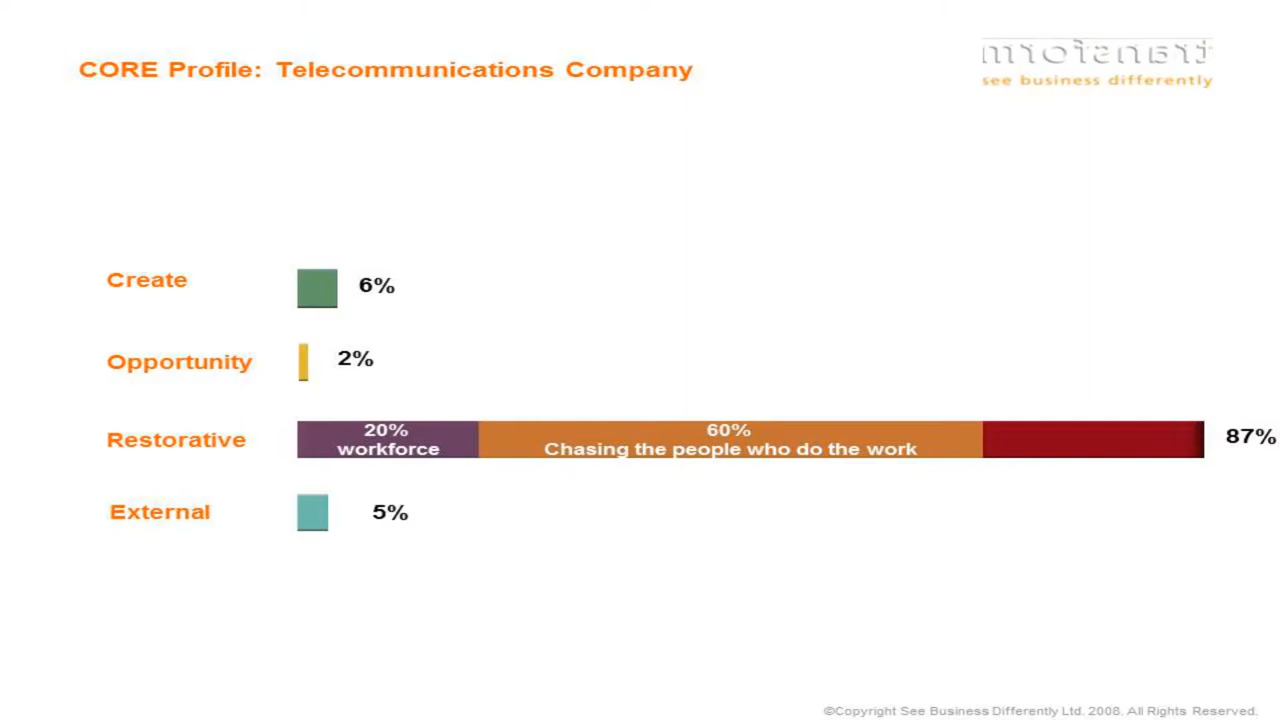 CORE Profile: Telecommunications Company
transform
see business differently
Create
6%
Opportunity
2%
Restorative
20%
workforce
60%
Chasing the people who do the work
87%
External
5%
©Copyright See Business Differently Ltd. 2008. All Rights Reserved.